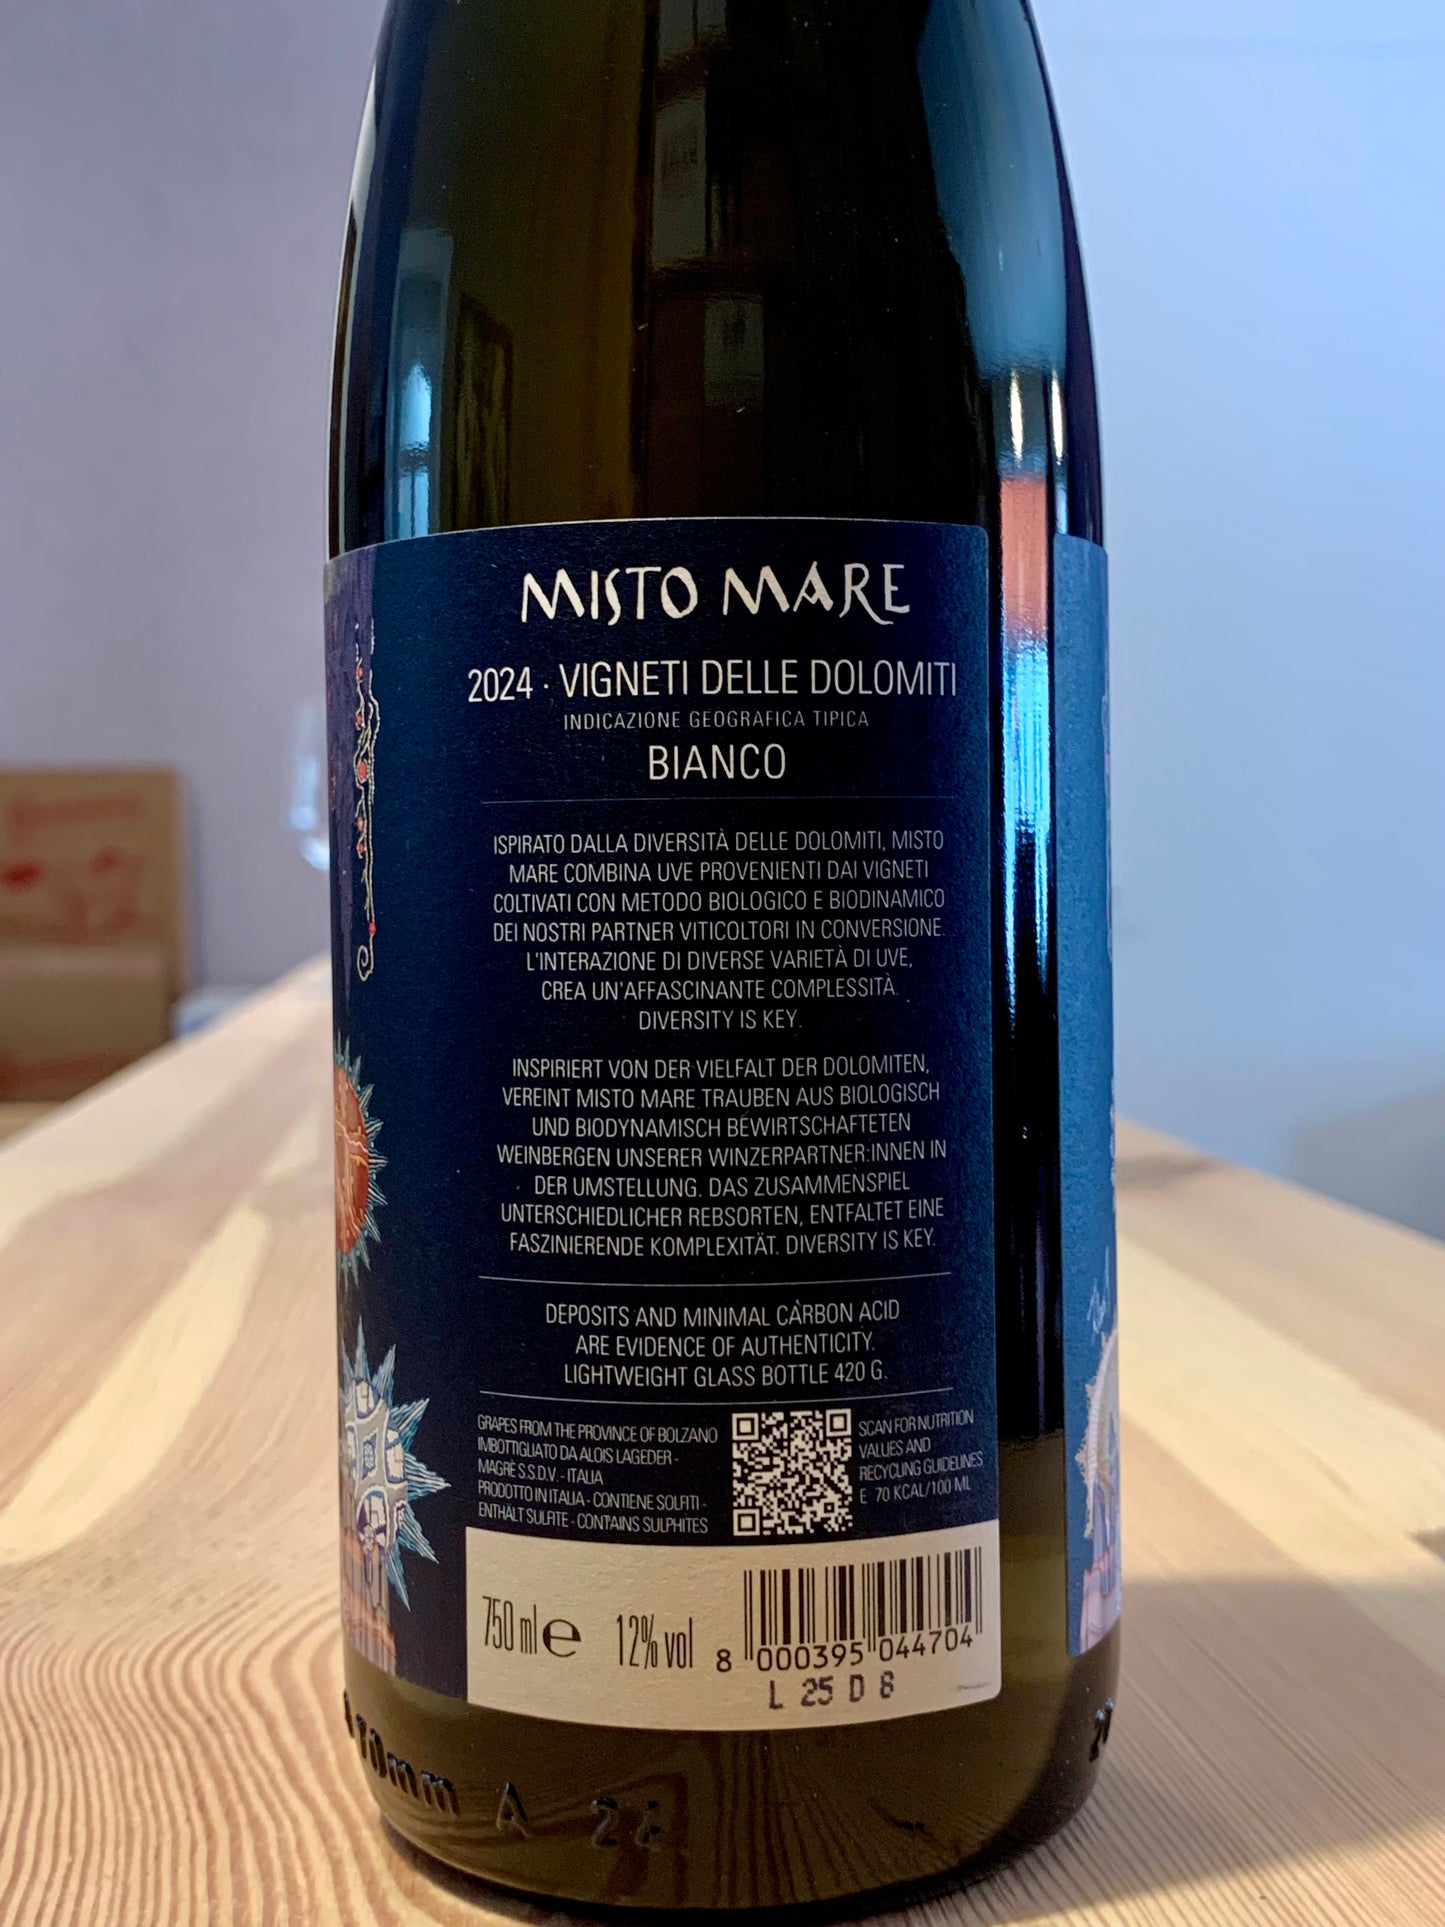 MISTO MARE
2024 · VIGNETI DELLE DOLOMITI
INDICAZIONE GEOGRAFICA TIPICA
BIANCO
ISPIRATO DALLA DIVERSITÀ DELLE DOLOMITI, MISTO
MARE COMBINA UVE PROVENIENTI DAI VIGNETI
COLTIVATI CON METODO BIOLOGICO E BIODINAMICO
DEI NOSTRI PARTNER VITICOLTORI IN CONVERSIONE.
L'INTERAZIONE DI DIVERSE VARIETÀ DI UVE,
CREA UN'AFFASCINANTE COMPLESSITÀ.
DIVERSITY IS KEY.
INSPIRIERT VON DER VIELFALT DER DOLOMITEN,
VEREINT MISTO MARE TRAUBEN AUS BIOLOGISCH
UND BIODYNAMISCH BEWIRTSCHAFTETEN
WEINBERGEN UNSERER WINZERPARTNER:INNEN IN
DER UMSTELLUNG. DAS ZUSAMMENSPIEL
UNTERSCHIEDLICHER REBSORTEN, ENTFALTET EINE
FASZINIERENDE KOMPLEXITÄT. DIVERSITY IS KEY.
DEPOSITS AND MINIMAL CARBON ACID
ARE EVIDENCE OF AUTHENTICITY.
LIGHTWEIGHT GLASS BOTTLE 420 G.
GRAPES FROM THE PROVINCE OF BOLZANO
IMBOTTIGLIATO DA ALOIS LAGEDER -
MAGRÈ S.S.D.V. - ITALIA
PRODOTTO IN ITALIA - CONTIENE SOLFITI -
ENTHÄLT SULFITE - CONTAINS SULPHITES
SCAN FOR NUTRITION
VALUES AND
RECYCLING GUIDELINES
E 70 KCAL/100 ML
750 ml e 12% vol
8 000395 044704
L 25 D 8
70mm A